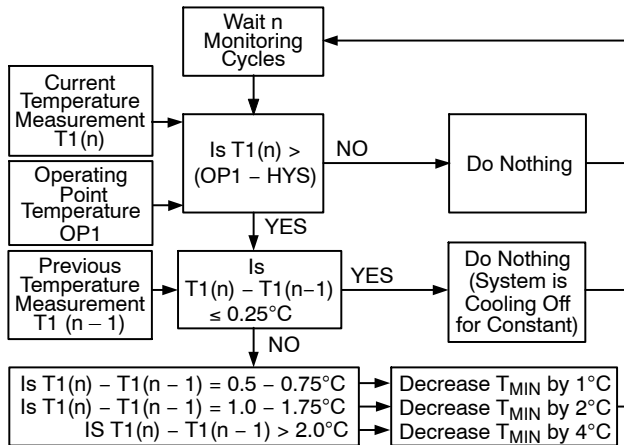 Wait n
Monitoring
Cycles
Current
Temperature
Measurement
T1(n)
Is T1(n) >
(OP1 – HYS)
NO
Do Nothing
Operating
Point
Temperature
OP1
YES
Previous
Temperature
Measurement
T1 (n – 1)
Is
T1(n) – T1(n–1)
≤ 0.25°C
YES
Do Nothing
(System is
Cooling Off
for Constant)
NO
Is T1(n) – T1(n – 1) = 0.5 – 0.75°C
Decrease TMIN by 1°C
Is T1(n) – T1(n – 1) = 1.0 – 1.75°C
Decrease TMIN by 2°C
IS T1(n) – T1(n – 1) > 2.0°C
Decrease TMIN by 4°C